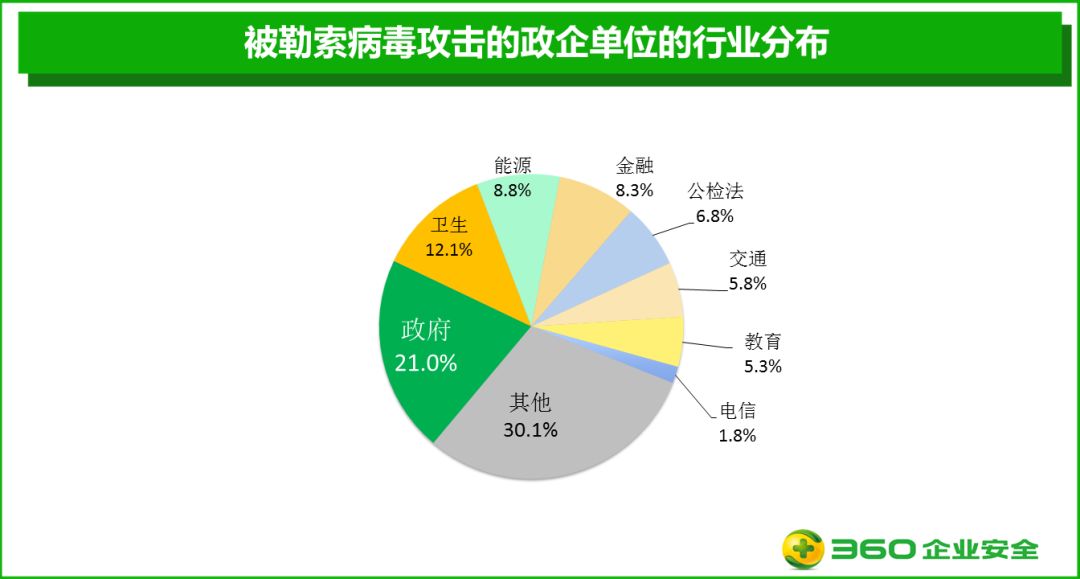 被勒索病毒攻击的政企单位的行业分布
能源
8.8%
金融
8.3%
公检法
6.8%
交通
5.8%
教育
5.3%
电信
1.8%
其他
30.1%
政府
21.0%
卫生
12.1%
360企业安全